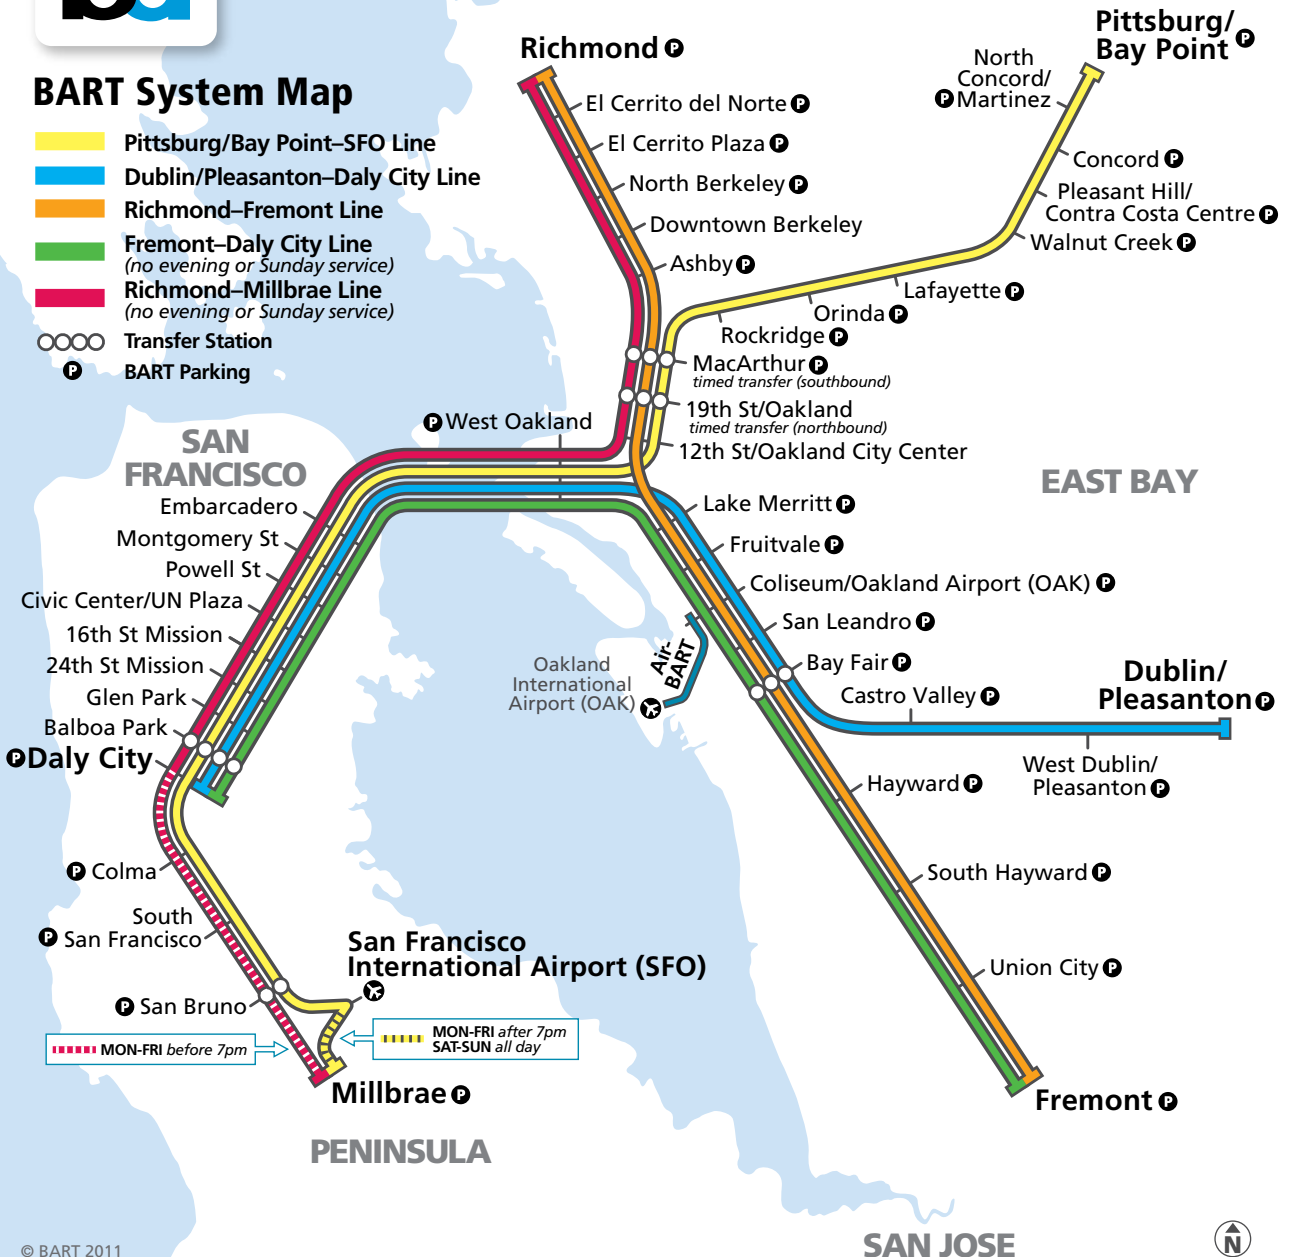 BART System Map
Pittsburg/Bay Point–SFO Line
Dublin/Pleasanton–Daly City Line
Richmond–Fremont Line
Fremont–Daly City Line
(no evening or Sunday service)
Richmond–Millbrae Line
(no evening or Sunday service)
Transfer Station
P BART Parking
Richmond P
El Cerrito del Norte P
El Cerrito Plaza P
North Berkeley P
Downtown Berkeley
Ashby P
Pittsburg/
Bay Point P
North
Concord/
P Martinez
Concord P
Pleasant Hill/
Contra Costa Centre P
Walnut Creek P
Lafayette P
Orinda P
Rockridge P
MacArthur P
timed transfer (southbound)
19th St/Oakland
timed transfer (northbound)
12th St/Oakland City Center
P West Oakland
SAN
FRANCISCO
EAST BAY
Embarcadero
Montgomery St
Powell St
Civic Center/UN Plaza
16th St Mission
24th St Mission
Glen Park
Balboa Park
P Daly City
Lake Merritt P
Fruitvale P
Coliseum/Oakland Airport (OAK) P
San Leandro P
Bay Fair P
Castro Valley P
Dublin/
Pleasanton P
West Dublin/
Pleasanton P
Air-
BART
Oakland
International
Airport (OAK)
Hayward P
South Hayward P
Union City P
Fremont P
P Colma
South
P San Francisco
P San Bruno
San Francisco
International Airport (SFO)
MON-FRI before 7pm
MON-FRI after 7pm
SAT-SUN all day
Millbrae P
PENINSULA
SAN JOSE
N
© BART 2011